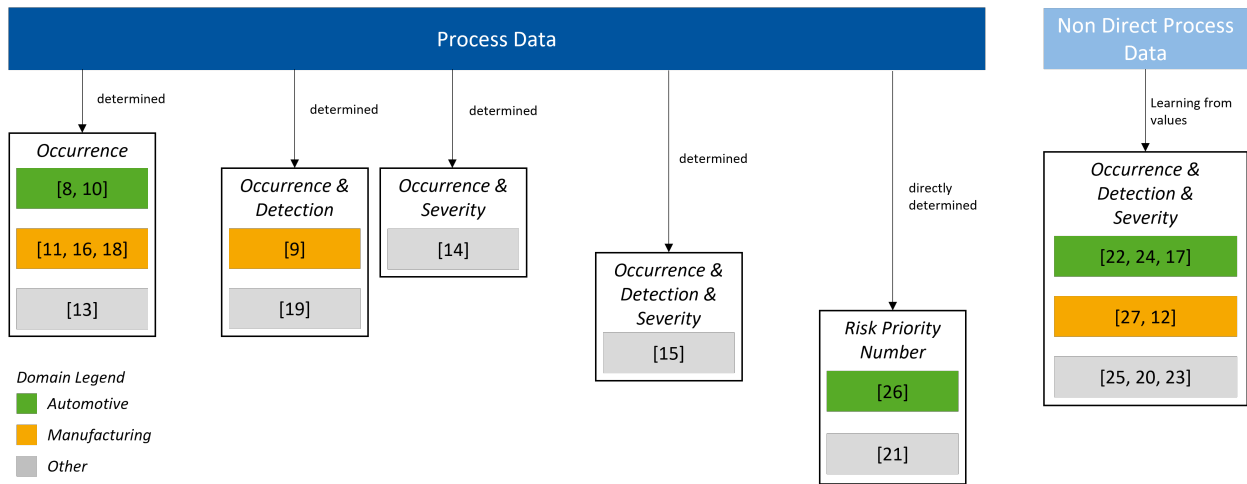 Process Data
Non Direct Process
Data
determined
determined
determined
determined
directly
determined
Learning from
values
Occurrence
[8, 10]
[11, 16, 18]
[13]
Occurrence &
Detection
[9]
[19]
Occurrence &
Severity
[14]
Occurrence &
Detection &
Severity
[15]
Risk Priority
Number
[26]
[21]
Occurrence &
Detection &
Severity
[22, 24, 17]
[27, 12]
[25, 20, 23]
Domain Legend
Automotive
Manufacturing
Other